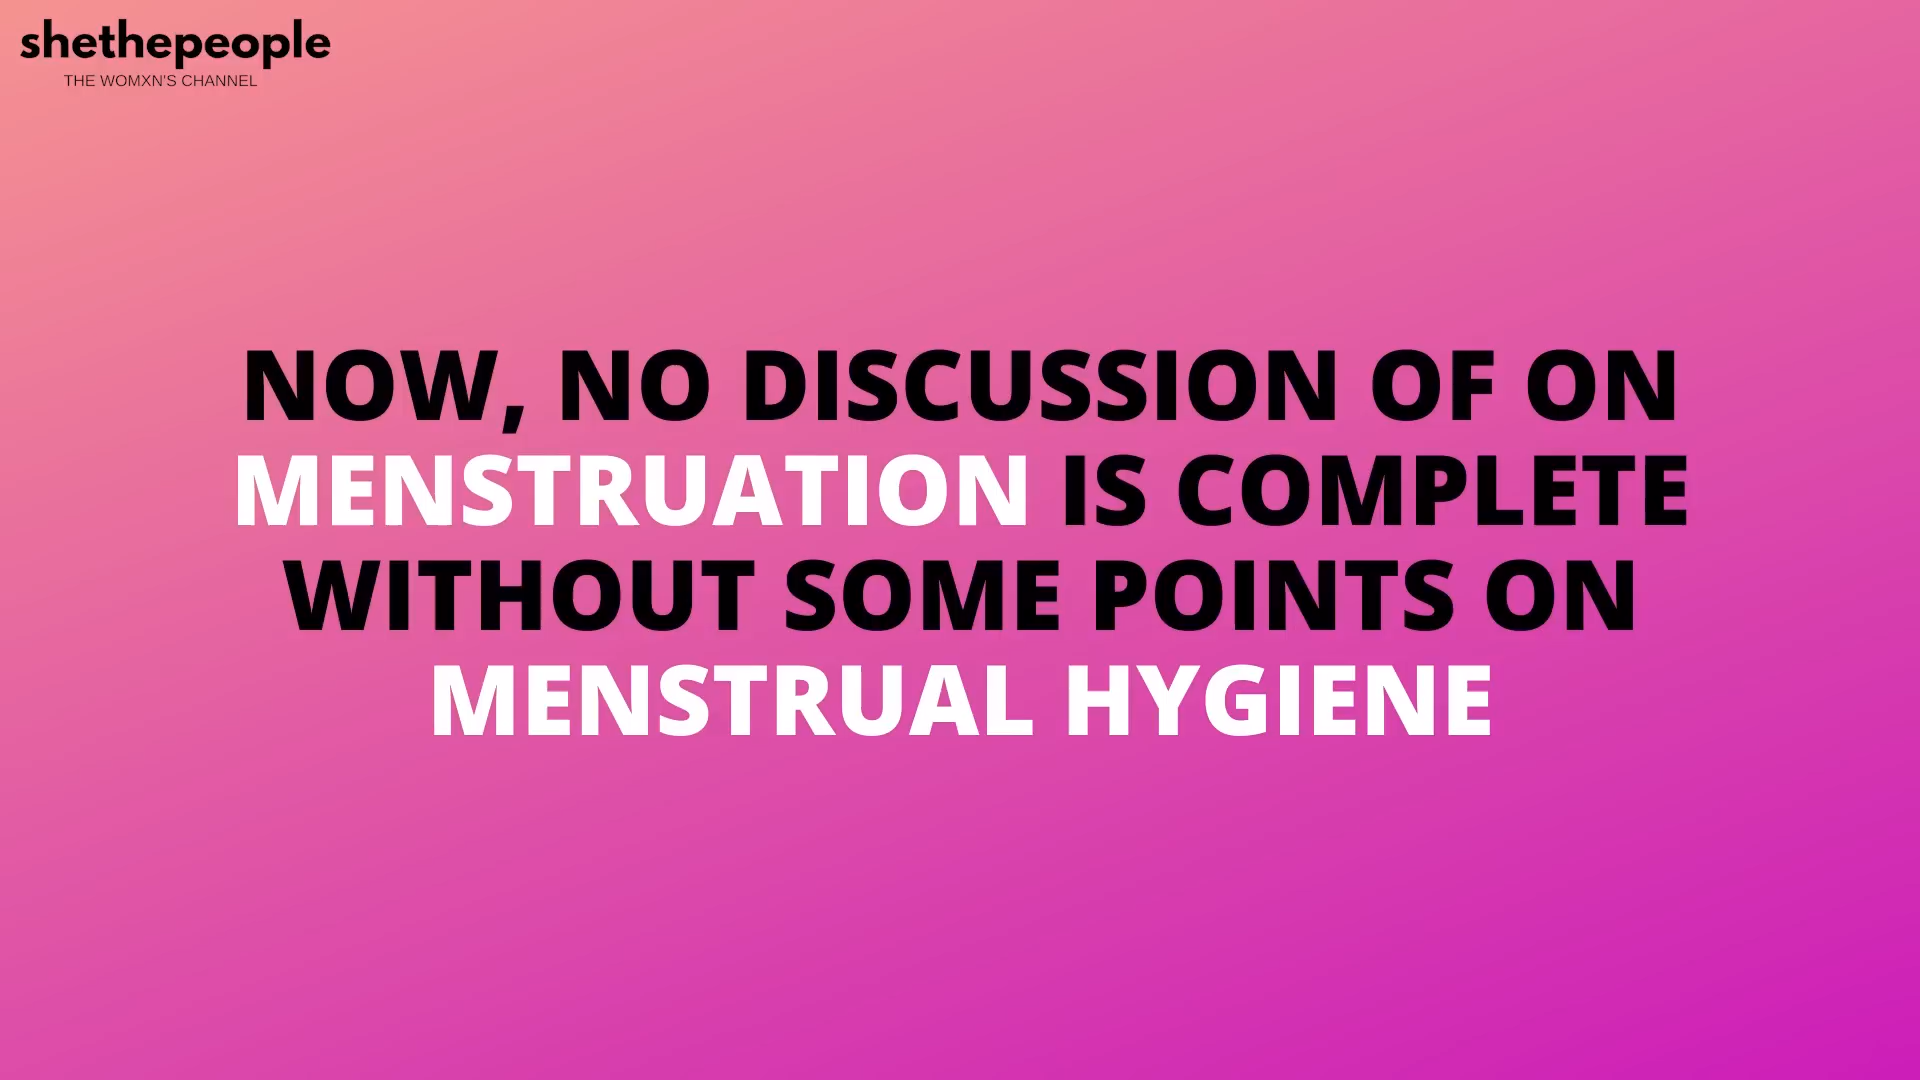 shethepeople
THE WOMXN'S CHANNEL
NOW, NO DISCUSSION OF ON
MENSTRUATION IS COMPLETE
WITHOUT SOME POINTS ON
MENSTRUAL HYGIENE